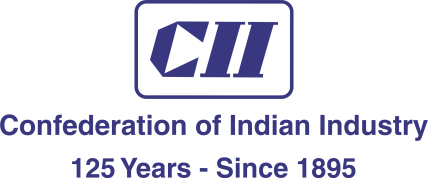 CII
Confederation of Indian Industry
125 Years - Since 1895